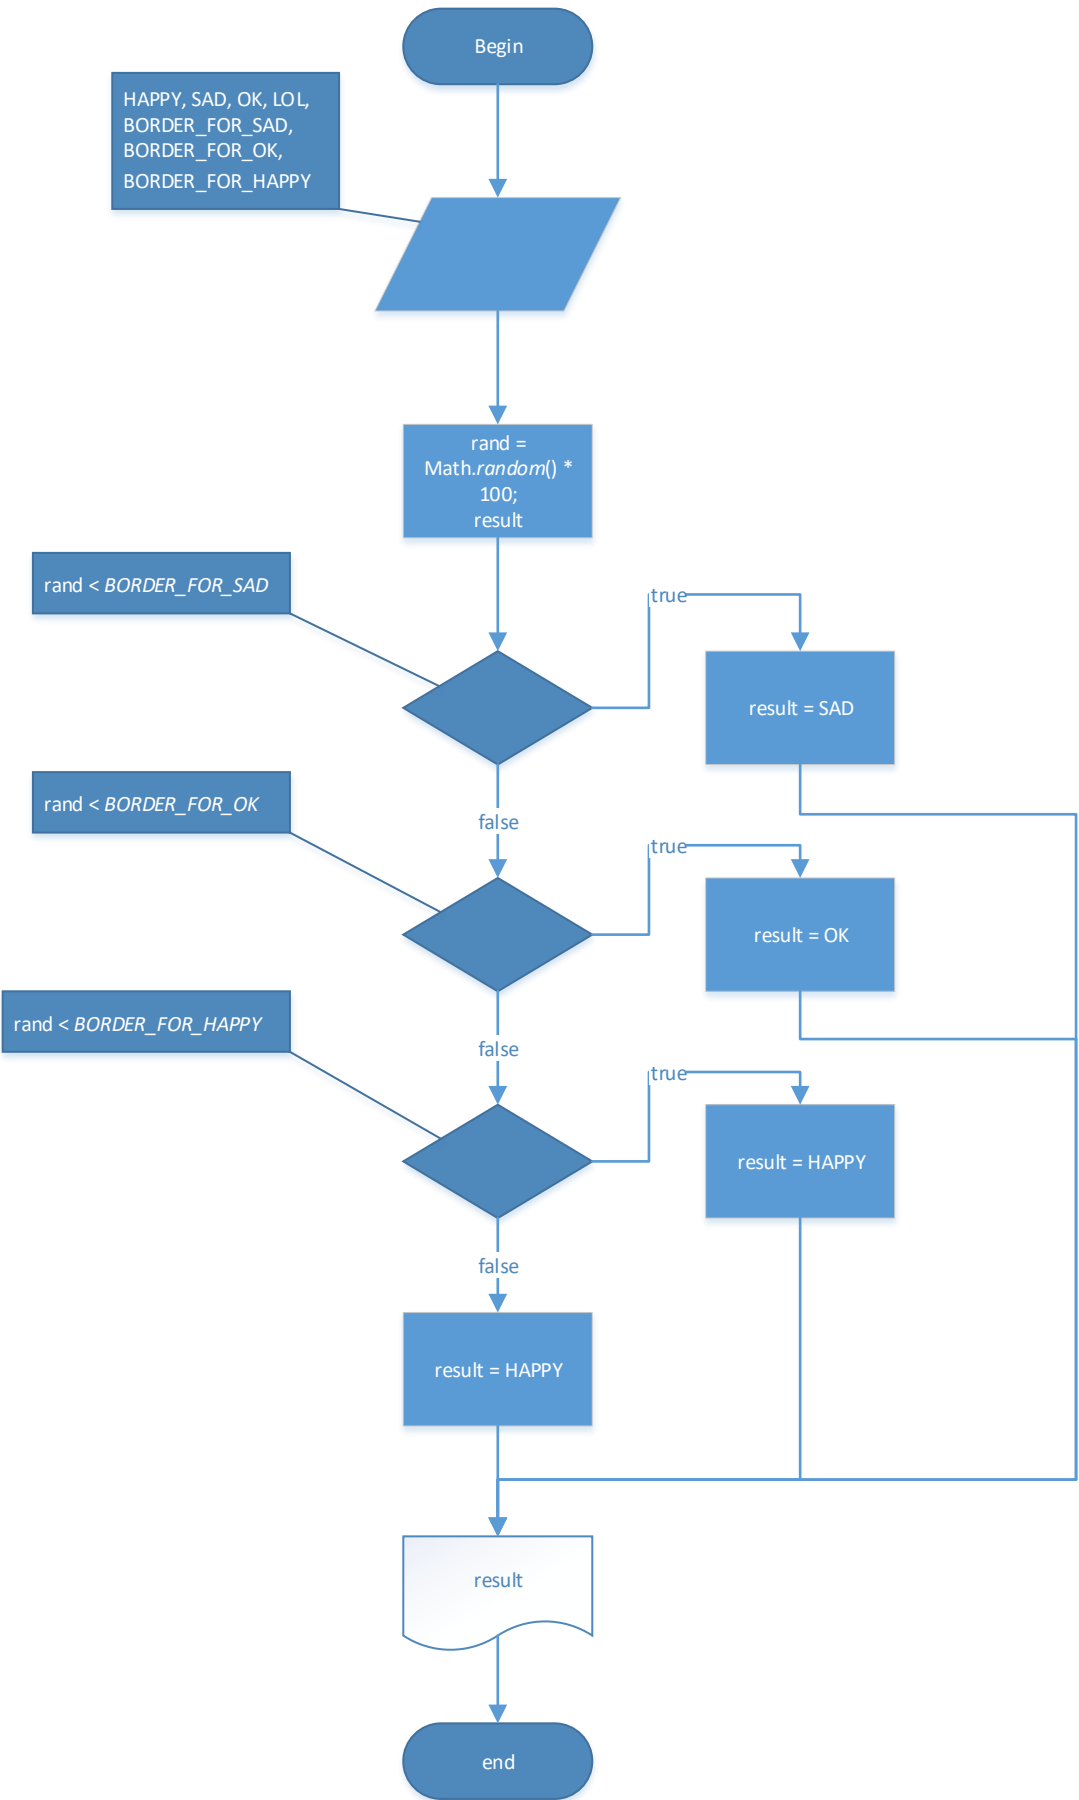 Begin
HAPPY, SAD, OK, LOL,
BORDER_FOR_SAD,
BORDER_FOR_OK,
BORDER_FOR_HAPPY
rand =
Math.random() *
100;
result
rand < BORDER_FOR_SAD
true
result = SAD
false
rand < BORDER_FOR_OK
true
result = OK
false
rand < BORDER_FOR_HAPPY
true
result = HAPPY
false
result = HAPPY
result
end